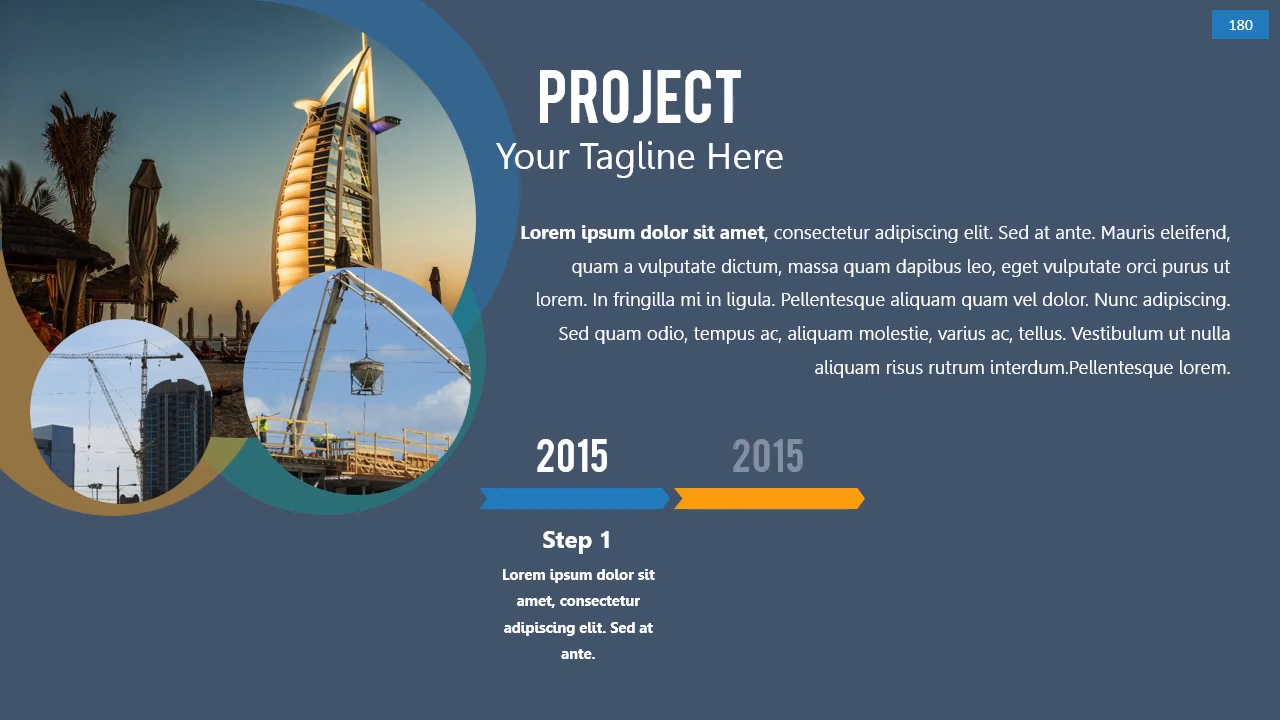 180
PROJECT
Your Tagline Here
Lorem ipsum dolor sit amet, consectetur adipiscing elit. Sed at ante. Mauris eleifend,
quam a vulputate dictum, massa quam dapibus leo, eget vulputate orci purus ut
lorem. In fringilla mi in ligula. Pellentesque aliquam quam vel dolor. Nunc adipiscing.
Sed quam odio, tempus ac, aliquam molestie, varius ac, tellus. Vestibulum ut nulla
aliquam risus rutrum interdum.Pellentesque lorem.
2015
2015
Step 1
Lorem ipsum dolor sit
amet, consectetur
adipiscing elit. Sed at
ante.